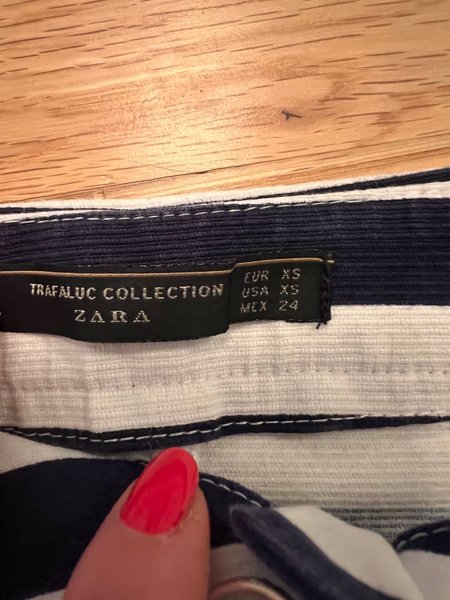 TRAFALUC COLLECTION
ZARA
EUR XS
USA XS
MEX 24